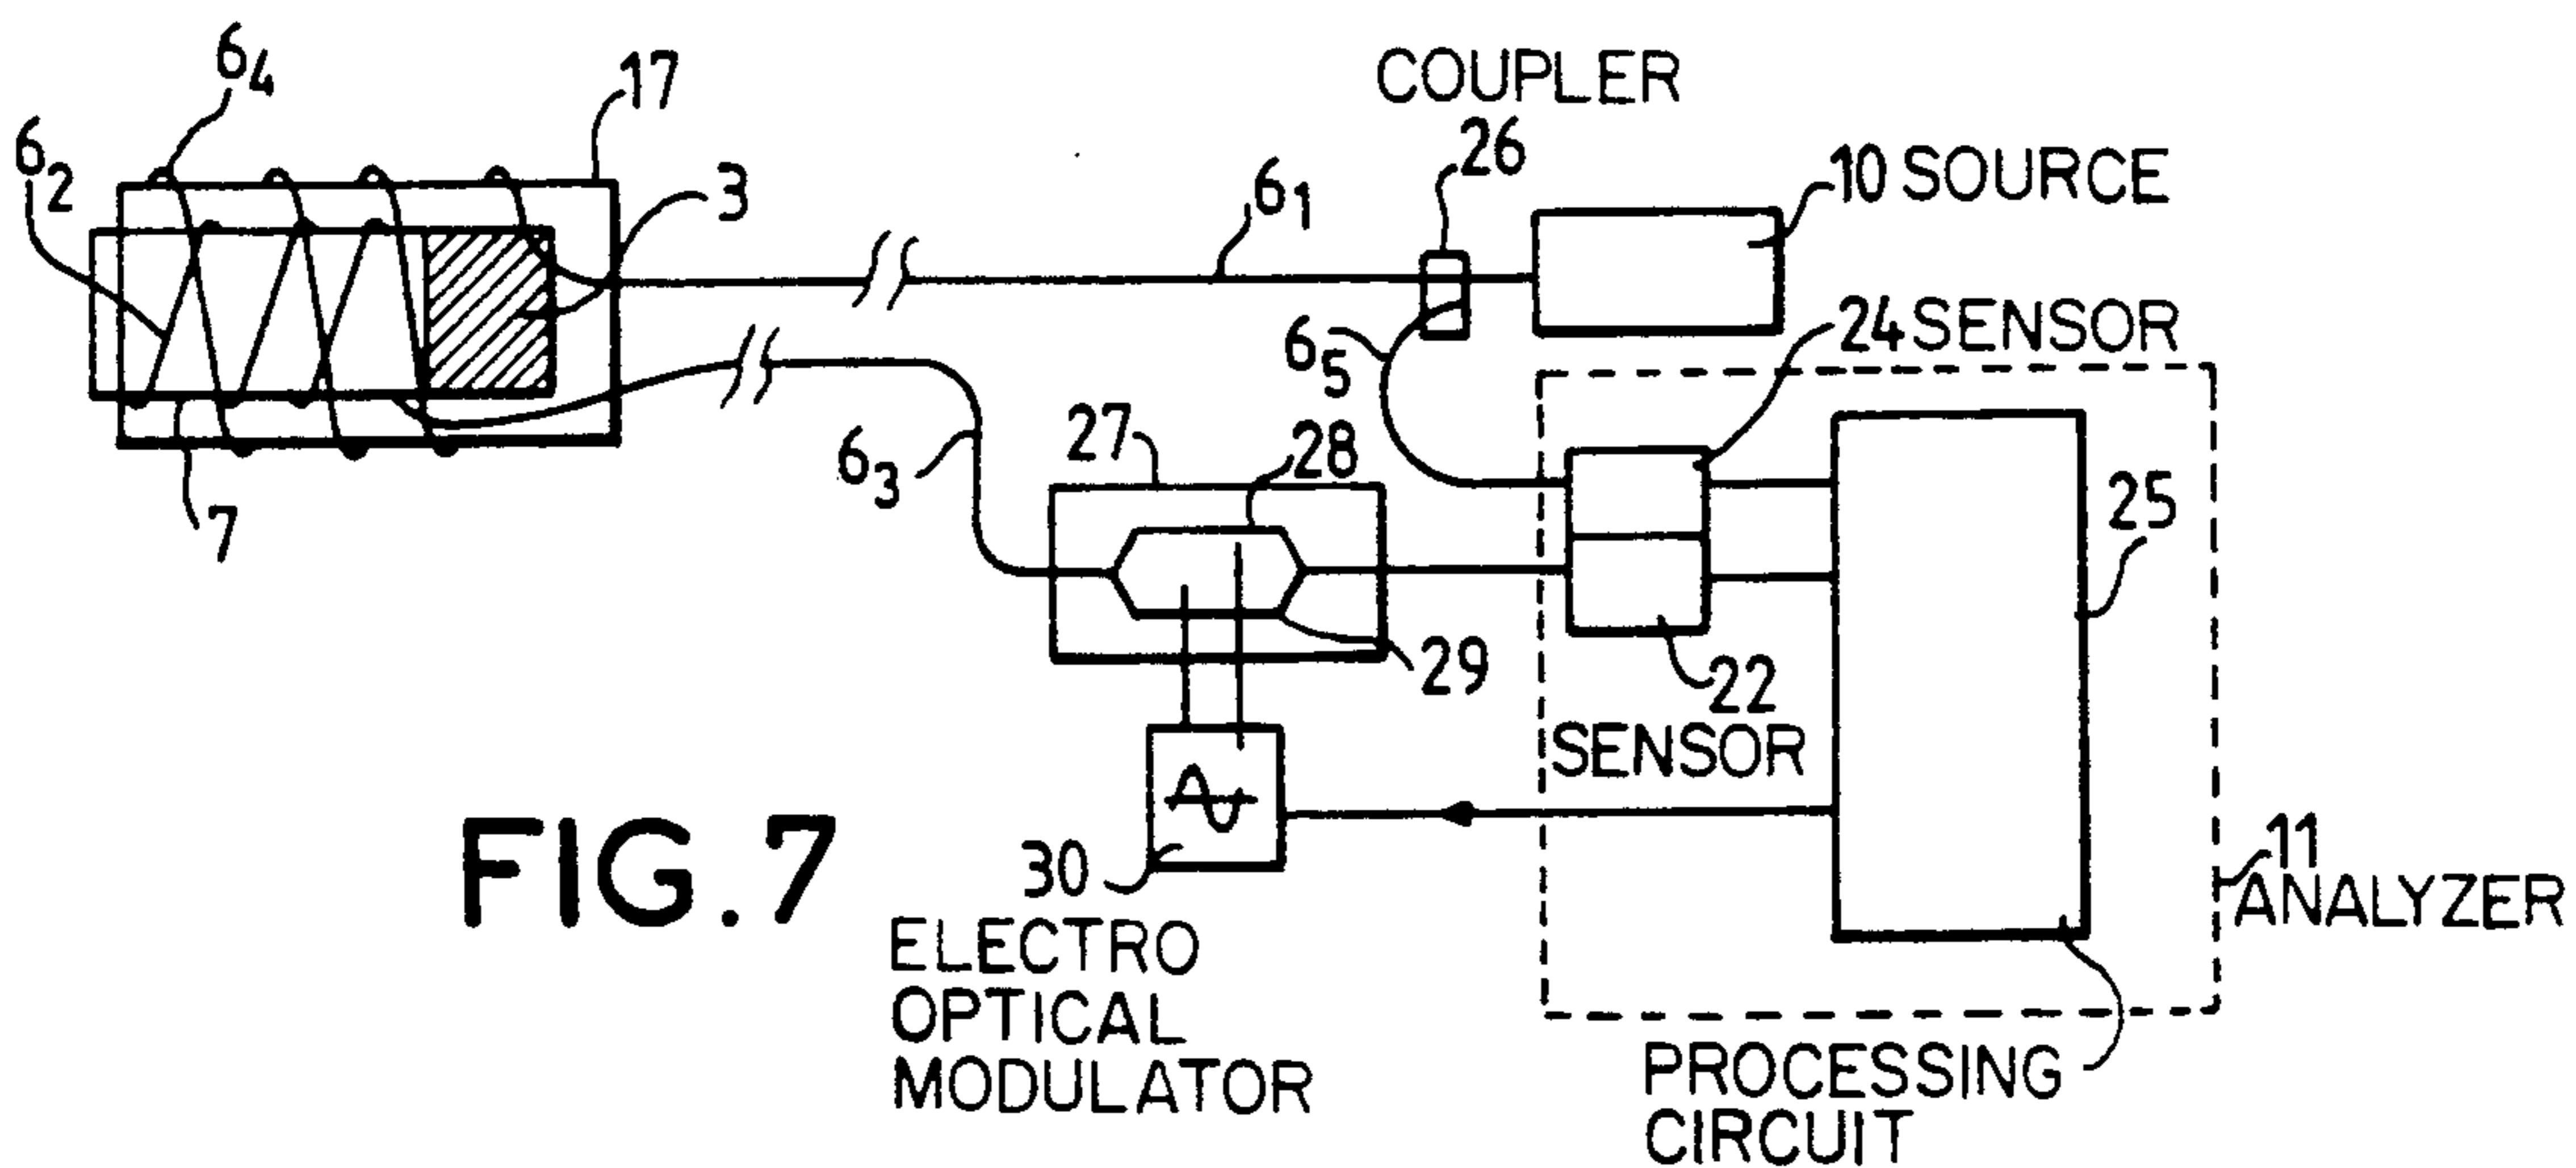 6₄
17
6₂
3
COUPLER
26
6₁
10 SOURCE
24 SENSOR
6₅
27
28
6₃
25
7
29
22
SENSOR
30
11
ANALYZER
FIG. 7
ELECTRO
OPTICAL
MODULATOR
PROCESSING
CIRCUIT